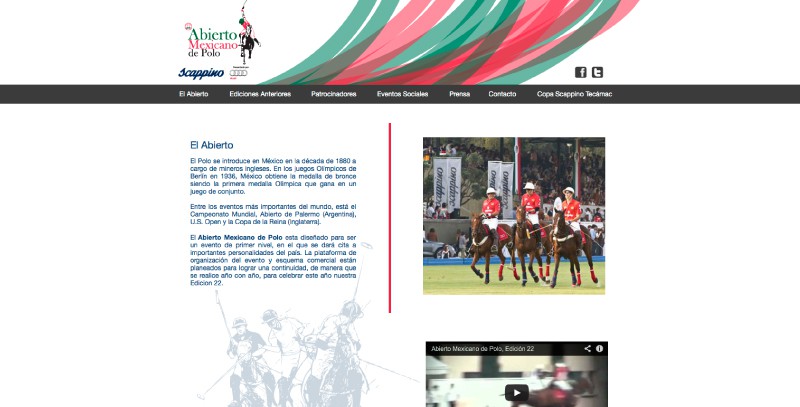 Abierto
Mexicano
de Polo
scappino
Audi
El Abierto
Ediciones Anteriores
Patrocinadores
Eventos Sociales
Prensa
Contacto
Copa Scappino Tecámac
El Abierto
El Polo se introduce en México en la década de 1880 a
cargo de mineros ingleses. En los juegos Olímpicos de
Berlín en 1936, México obtiene la medalla de bronce
siendo la primera medalla Olímpica que gana en un
juego de conjunto.
Entre los eventos más importantes del mundo, está el
Campeonato Mundial, Abierto de Palermo (Argentina),
U.S. Open y la Copa de la Reina (Inglaterra).
El Abierto Mexicano de Polo esta diseñado para ser
un evento de primer nivel, en el que se dará cita a
importantes personalidades del país. La plataforma de
organización del evento y esquema comercial están
planeados para lograr una continuidad, de manera que
se realice año con año, para celebrar este año nuestra
Edicion 22.
scappino
scappino
Abierto Mexicano de Polo, Edición 22